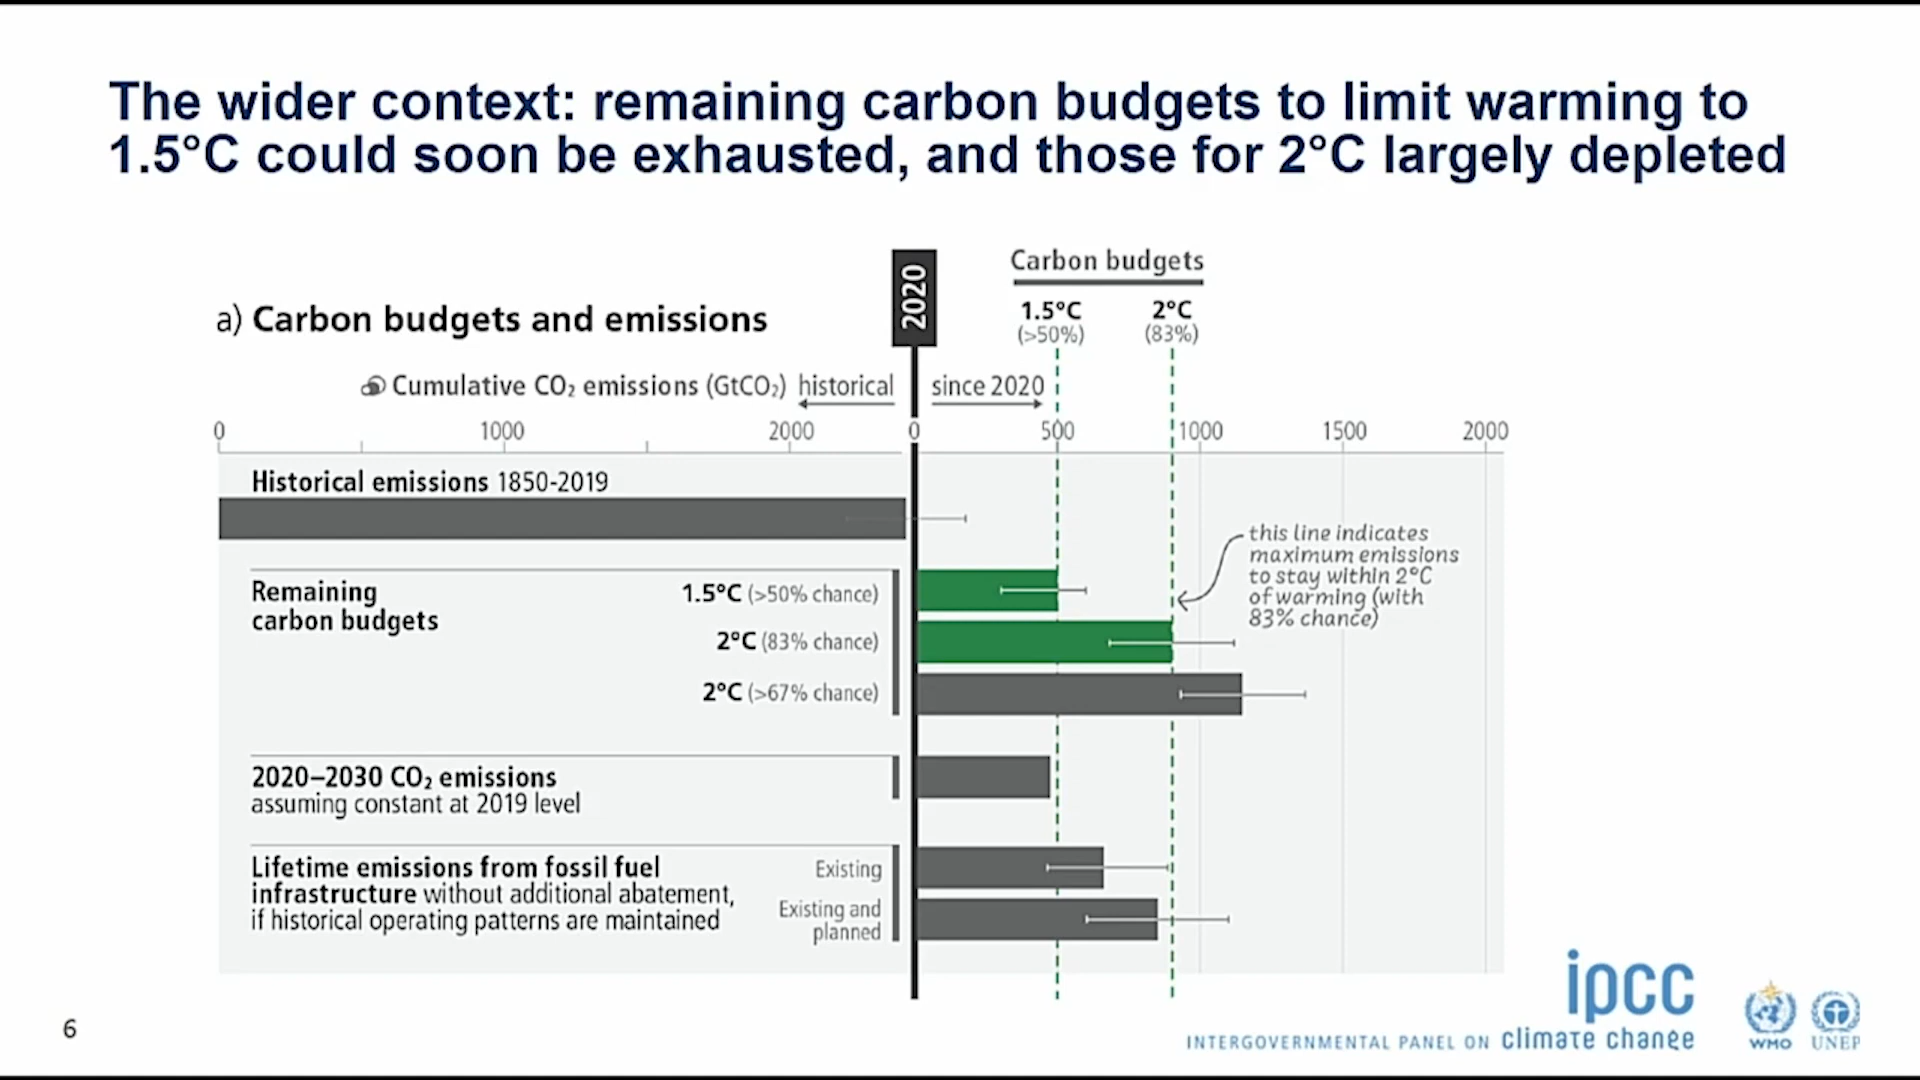 The wider context: remaining carbon budgets to limit warming to
1.5°C could soon be exhausted, and those for 2°C largely depleted
2020
Carbon budgets
1.5°C
(>50%)
2°C
(83%)
a) Carbon budgets and emissions
Cumulative CO₂ emissions (GtCO₂) historical
since 2020
0 1000 2000 0 500 1000 1500 2000
Historical emissions 1850-2019
this line indicates
maximum emissions
to stay within 2°C
of warming (with
83% chance)
Remaining
carbon budgets
1.5°C (>50% chance)
2°C (83% chance)
2°C (>67% chance)
2020–2030 CO₂ emissions
assuming constant at 2019 level
Lifetime emissions from fossil fuel
infrastructure without additional abatement,
if historical operating patterns are maintained
Existing
Existing and
planned
6
ipcc
INTERGOVERNMENTAL PANEL ON climate change
WMO
UNEP